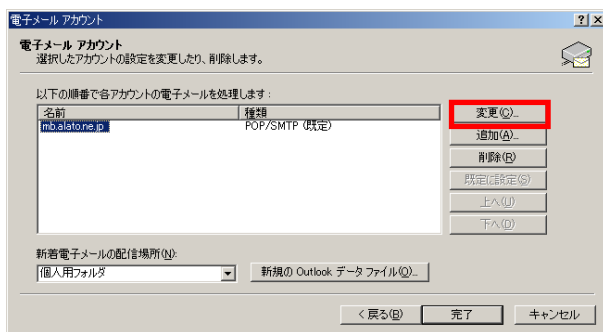 電子メール アカウント
電子メール アカウント
選択したアカウントの設定を変更したり、削除します。
以下の順番で各アカウントの電子メールを処理します:
名前 種類
mb.alato.ne.jp POP/SMTP (既定)
変更(C)...
追加(A)...
削除(R)
既定に設定(S)
上へ(U)
下へ(D)
新着電子メールの配信場所(N):
個人用フォルダ 新規の Outlook データ ファイル(O)...
< 戻る(B) 完了 キャンセル